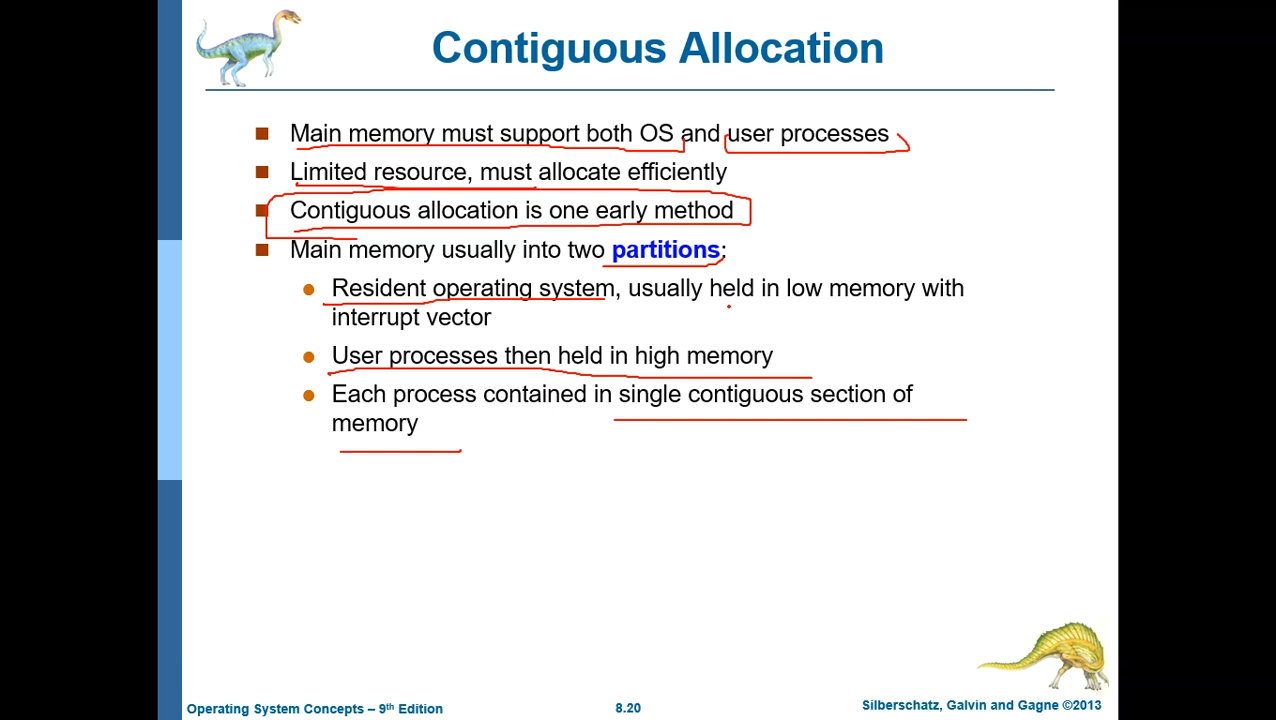 Contiguous Allocation
Main memory must support both OS and user processes
Limited resource, must allocate efficiently
Contiguous allocation is one early method
Main memory usually into two partitions:
Resident operating system, usually held in low memory with
interrupt vector
User processes then held in high memory
Each process contained in single contiguous section of
memory
Operating System Concepts – 9th Edition
8.20
Silberschatz, Galvin and Gagne ©2013